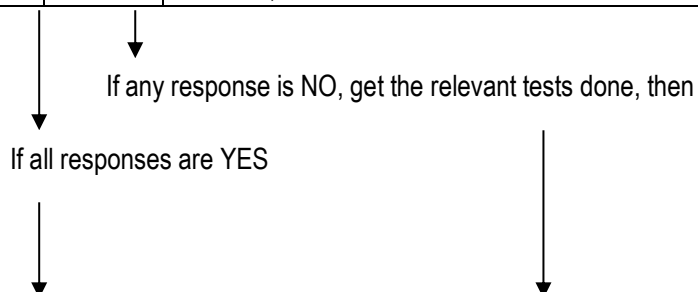 If any response is NO, get the relevant tests done, then
If all responses are YES